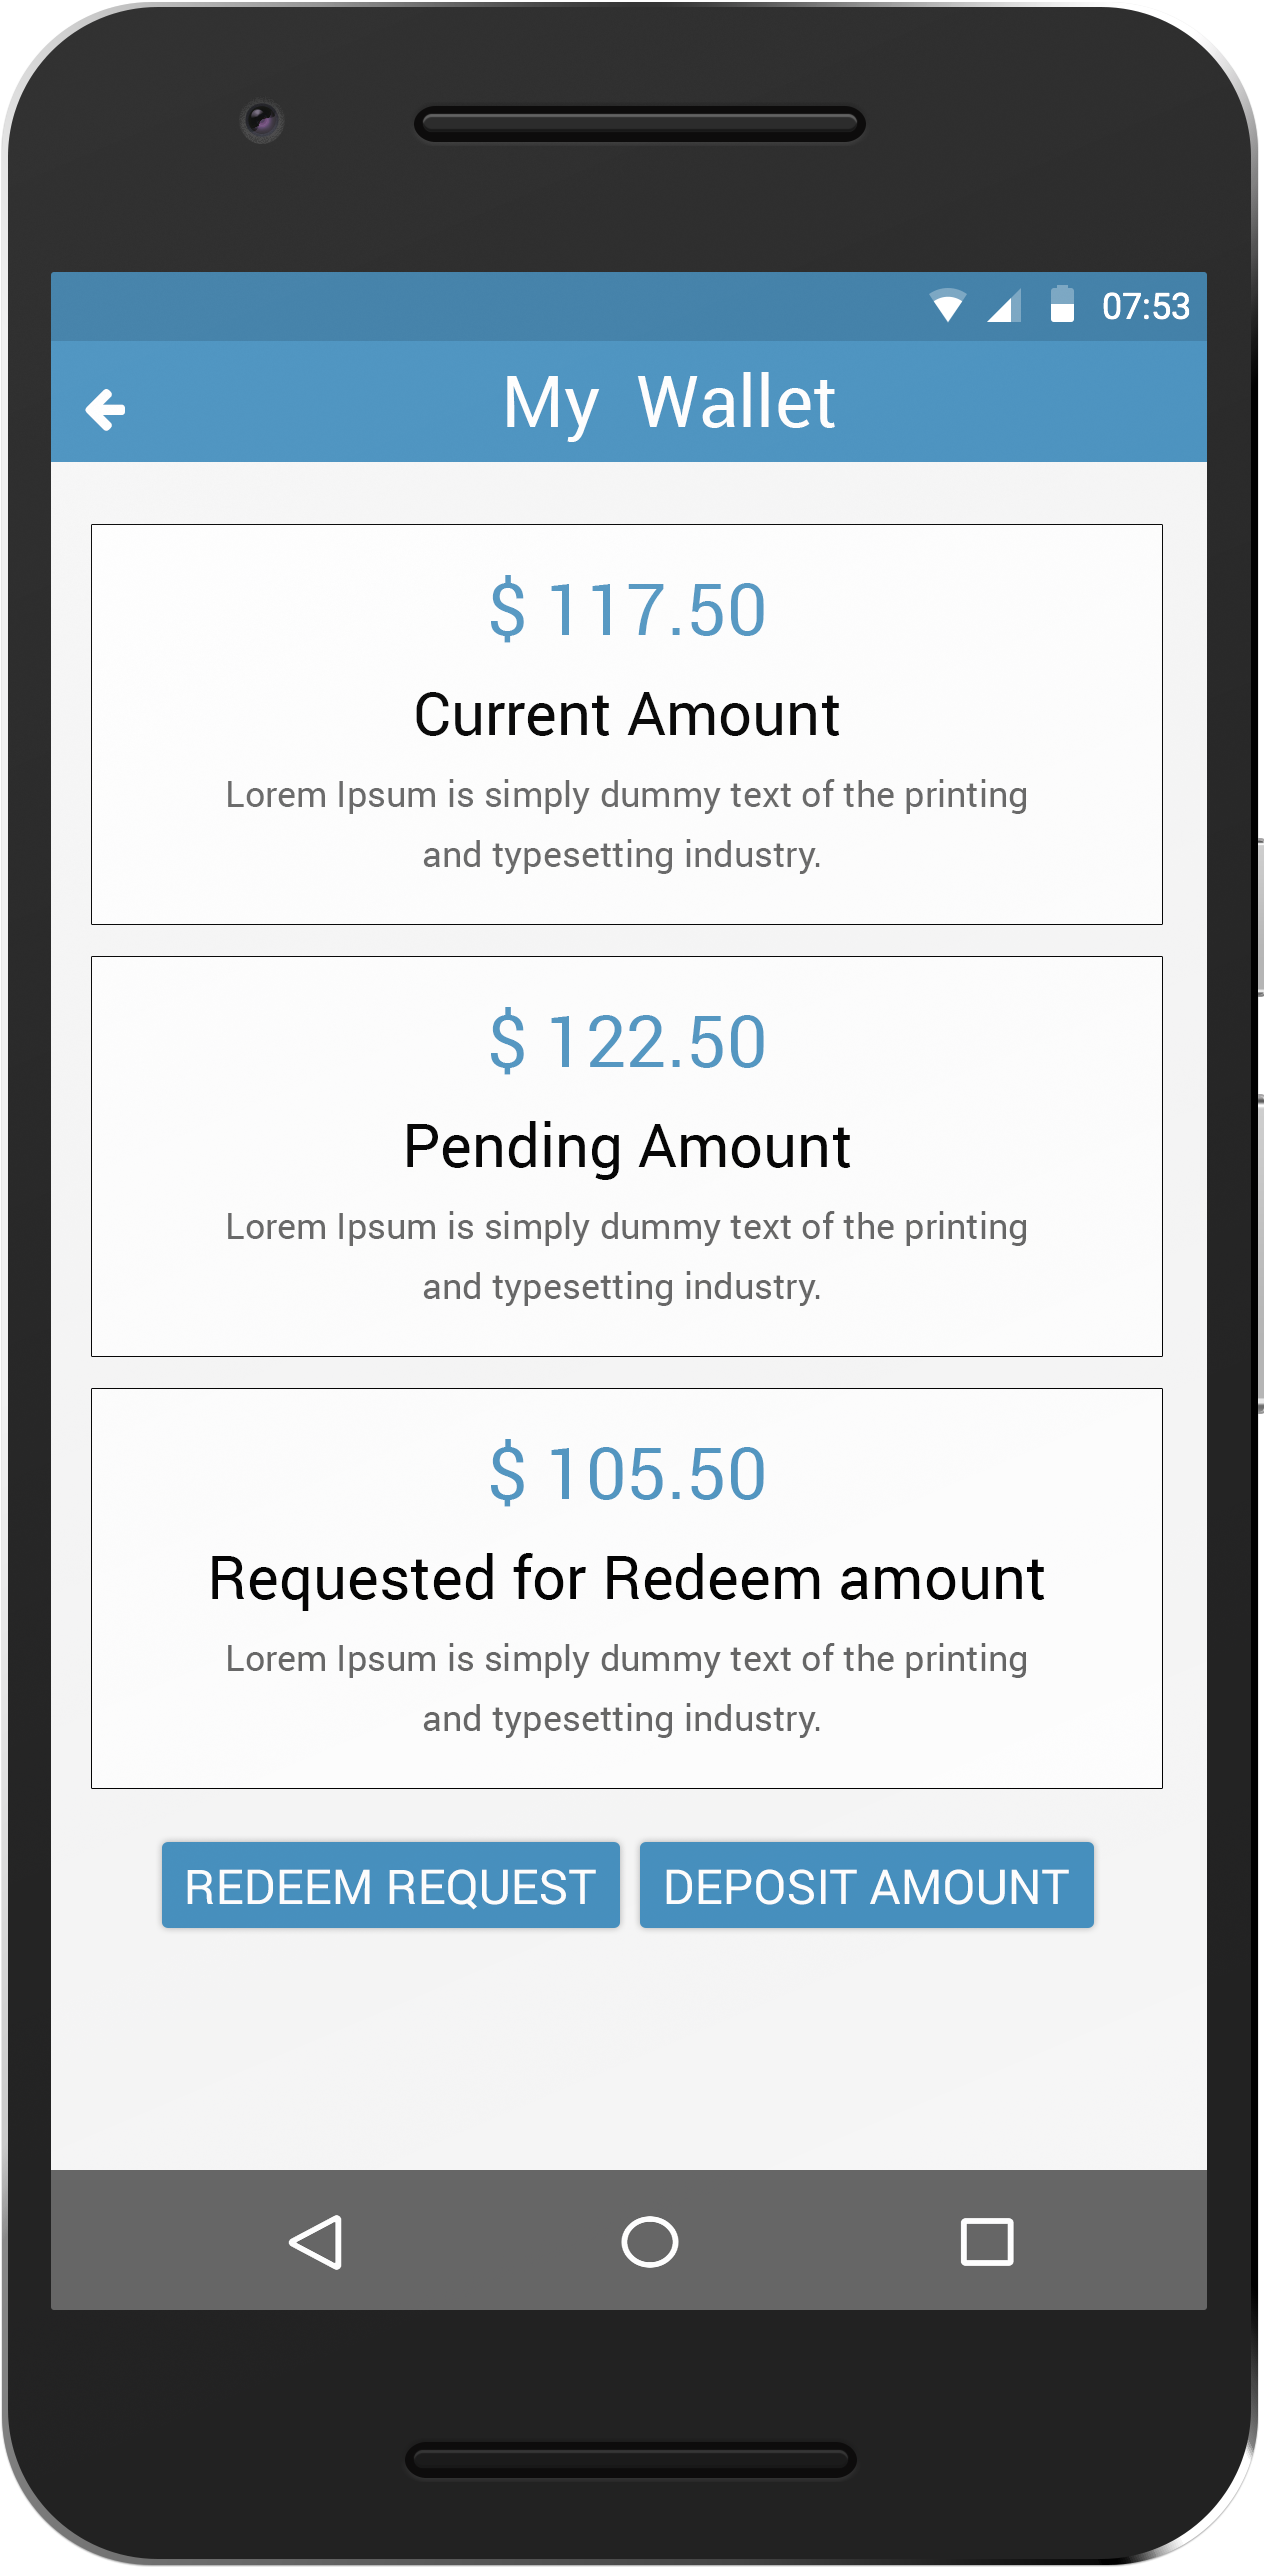 07:53
My Wallet
$ 117.50
Current Amount
Lorem Ipsum is simply dummy text of the printing
and typesetting industry.
$ 122.50
Pending Amount
Lorem Ipsum is simply dummy text of the printing
and typesetting industry.
$ 105.50
Requested for Redeem amount
Lorem Ipsum is simply dummy text of the printing
and typesetting industry.
REDEEM REQUEST DEPOSIT AMOUNT